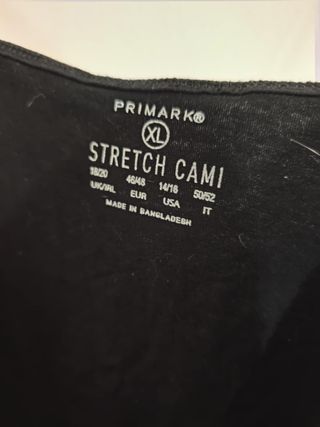 PRIMARK®
XL
STRETCH CAMI
18/20 46/48 14/16 50/52
UK/IRL EUR USA IT
MADE IN BANGLADESH